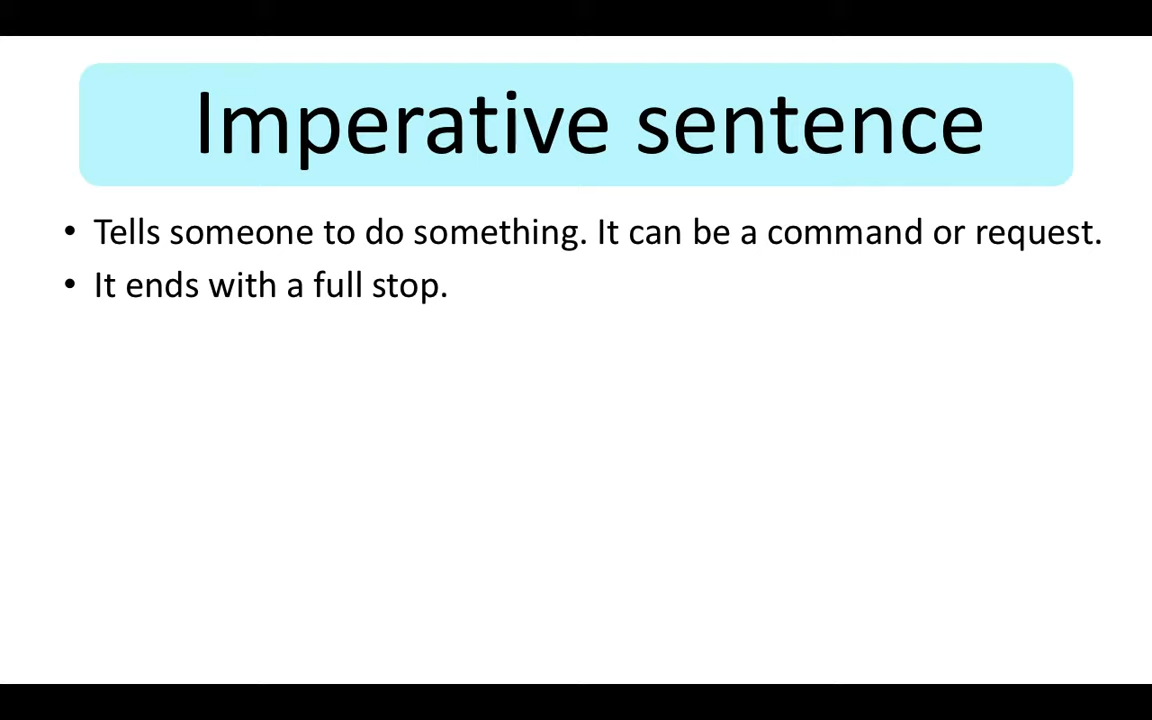 Imperative sentence
• Tells someone to do something. It can be a command or request.
• It ends with a full stop.